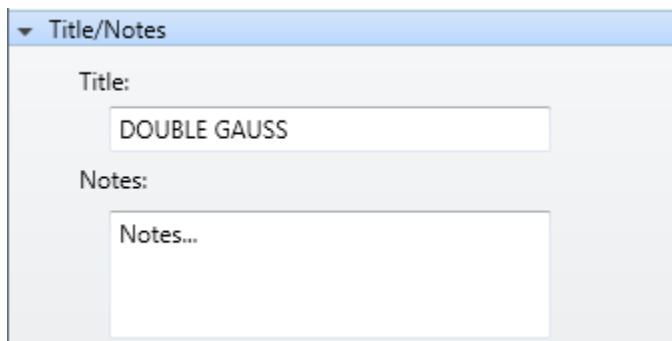 Title/Notes
Title:
DOUBLE GAUSS
Notes:
Notes...